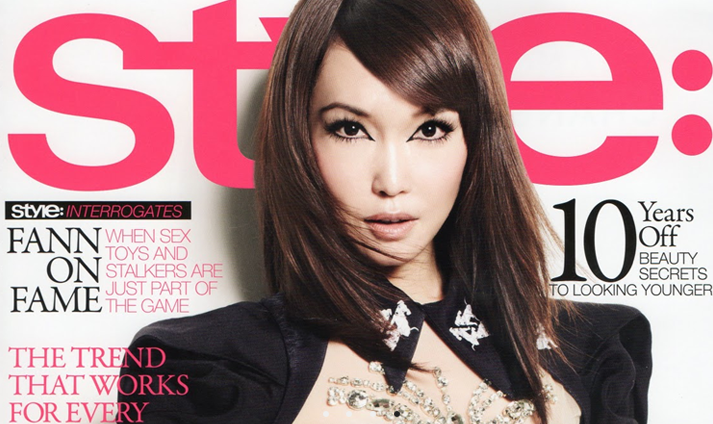 style:
style: INTERROGATES
FANN
ON
FAME
WHEN SEX
TOYS AND
STALKERS ARE
JUST PART OF
THE GAME
THE TREND
THAT WORKS
FOR EVERY
10 Years
Off
BEAUTY
SECRETS
TO LOOKING YOUNGER